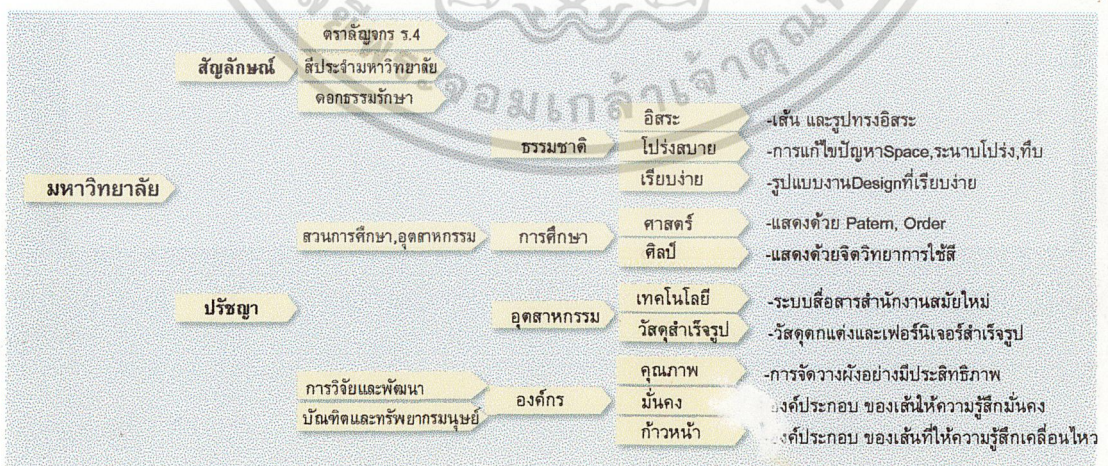 ตราลัญจกร ร.4
สัญลักษณ์
สีประจำมหาวิทยาลัย
ดอกธรรมรักษา
พระจอมเกล้าเจ้าคุณ
ธรรมชาติ
อิสระ
-เส้น และรูปทรงอิสระ
โปร่งสบาย
-การแก้ไขปัญหาSpace,ระนาบโปร่ง,ทึบ
เรียบง่าย
-รูปแบบงานDesignที่เรียบง่าย
มหาวิทยาลัย
สวนการศึกษา,อุตสาหกรรม
การศึกษา
ศาสตร์
-แสดงด้วย Patern, Order
ศิลป์
-แสดงด้วยจิตวิทยาการใช้สี
ปรัชญา
อุตสาหกรรม
เทคโนโลยี
-ระบบสื่อสารสำนักงานสมัยใหม่
วัสดุสำเร็จรูป
-วัสดุตกแต่งและเฟอร์นิเจอร์สำเร็จรูป
การวิจัยและพัฒนา
บัณฑิตและทรัพยากรมนุษย์
องค์กร
คุณภาพ
-การจัดวางผังอย่างมีประสิทธิภาพ
มั่นคง
องค์ประกอบ ของเส้นให้ความรู้สึกมั่นคง
ก้าวหน้า
องค์ประกอบ ของเส้นที่ให้ความรู้สึกเคลื่อนไหว